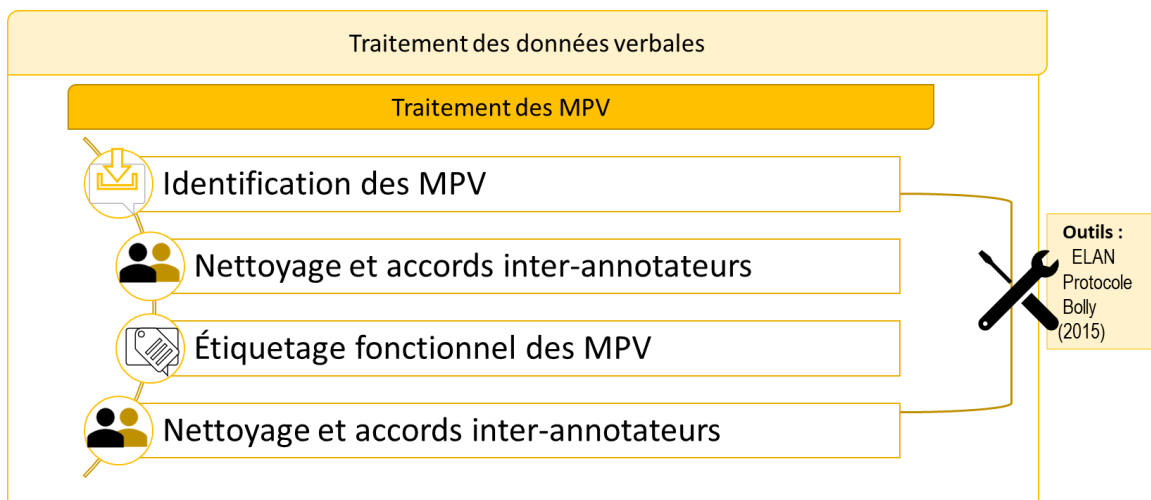 Traitement des données verbales
Traitement des MPV
Identification des MPV
Nettoyage et accords inter-annotateurs
Étiquetage fonctionnel des MPV
Nettoyage et accords inter-annotateurs
Outils :
ELAN
Protocole
Bolly
(2015)